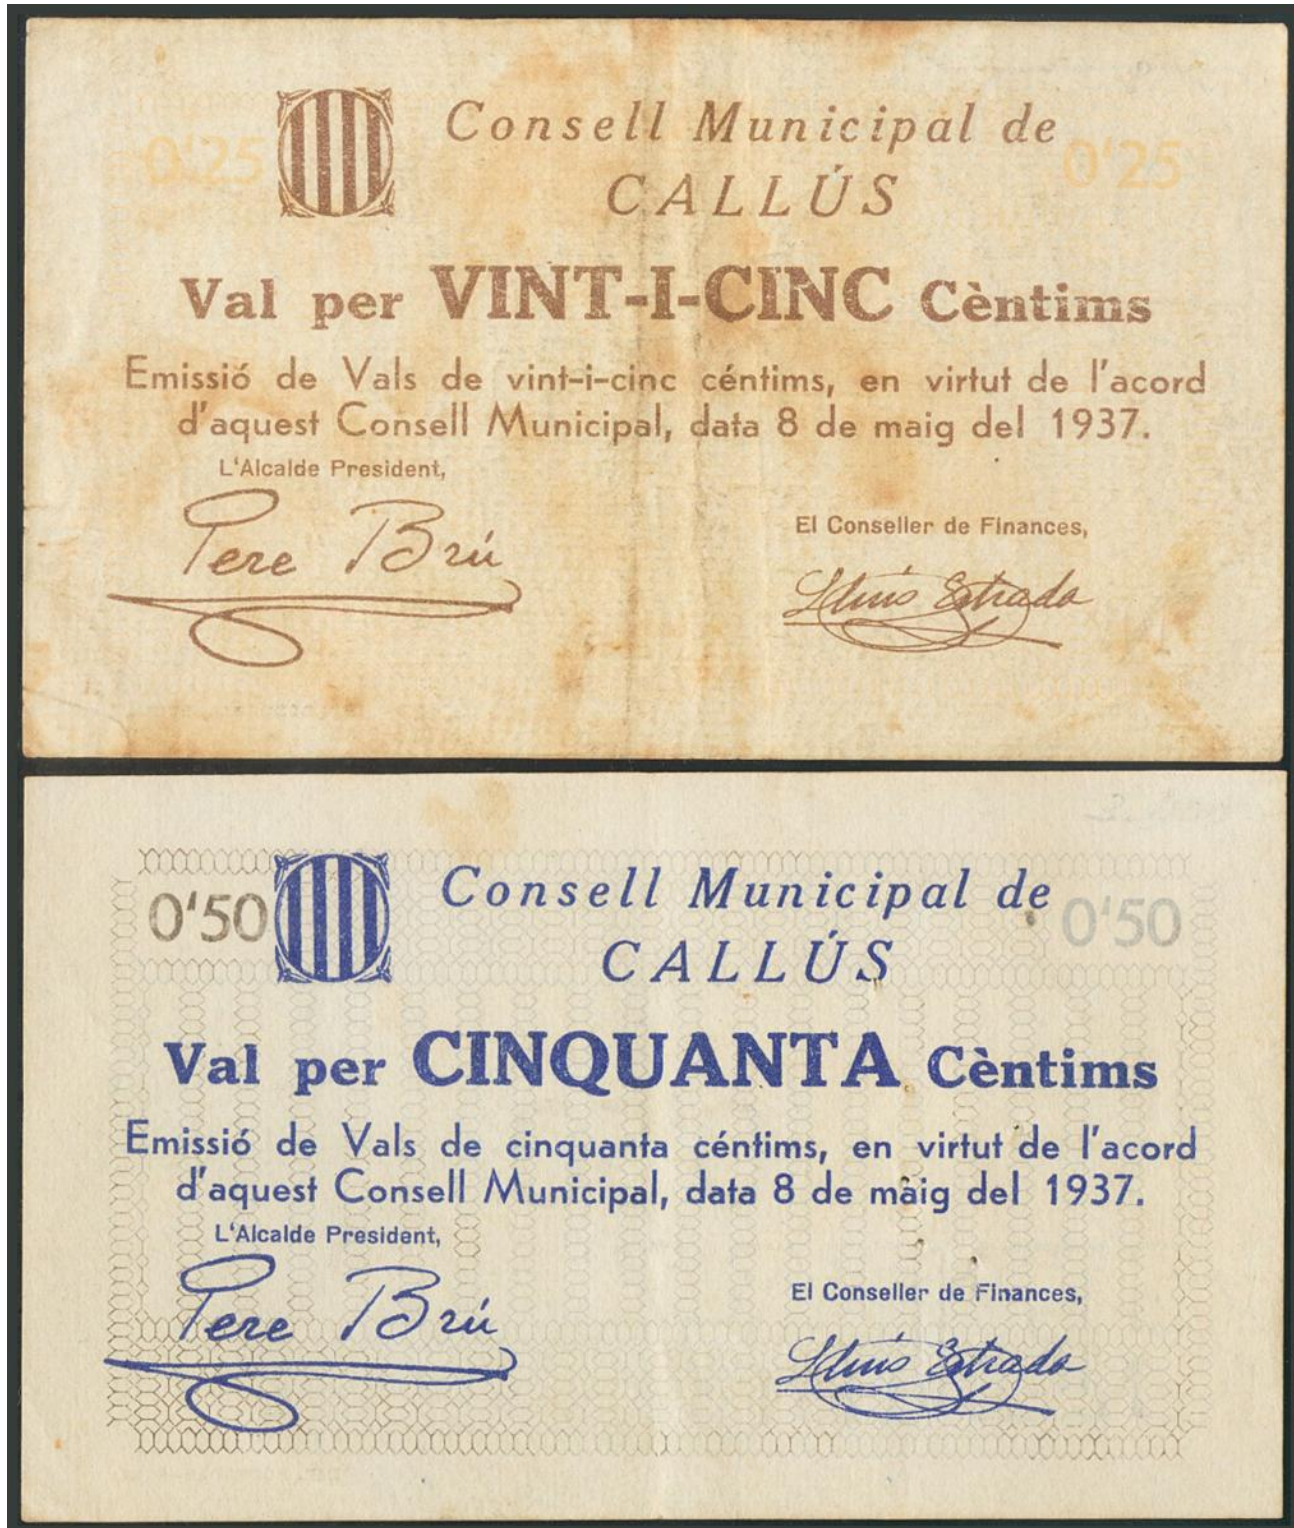 0'25
0'25
Consell Municipal de
CALLÚS
Val per VINT-I-CINC Cèntims
Emissió de Vals de vint-i-cinc céntims, en virtut de l'acord
d'aquest Consell Municipal, data 8 de maig del 1937.
L'Alcalde President,
Pere Brú
El Conseller de Finances,
Lluís Estrada
0'50
0'50
Consell Municipal de
CALLÚS
Val per CINQUANTA Cèntims
Emissió de Vals de cinquanta céntims, en virtut de l'acord
d'aquest Consell Municipal, data 8 de maig del 1937.
L'Alcalde President,
Pere Brú
El Conseller de Finances,
Lluís Estrada